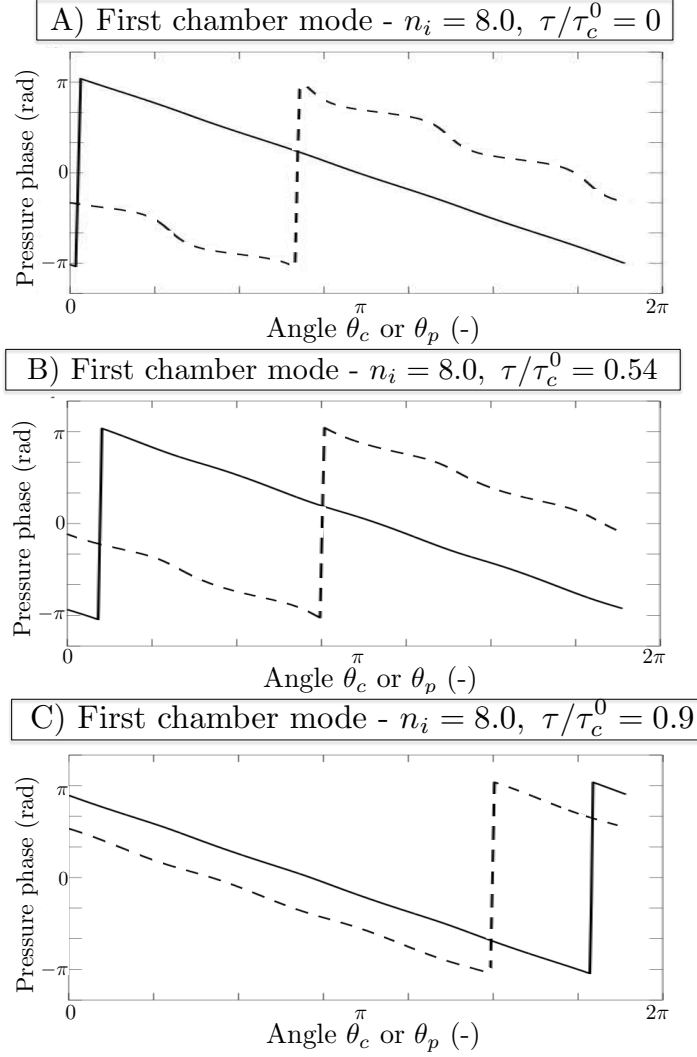 A) First chamber mode - n_i = 8.0, τ/τ_c^0 = 0
Pressure phase (rad)
π
0
−π
0
π
2π
Angle θ_c or θ_p (-)
B) First chamber mode - n_i = 8.0, τ/τ_c^0 = 0.54
Pressure phase (rad)
π
0
−π
0
π
2π
Angle θ_c or θ_p (-)
C) First chamber mode - n_i = 8.0, τ/τ_c^0 = 0.9
Pressure phase (rad)
π
0
−π
0
π
2π
Angle θ_c or θ_p (-)